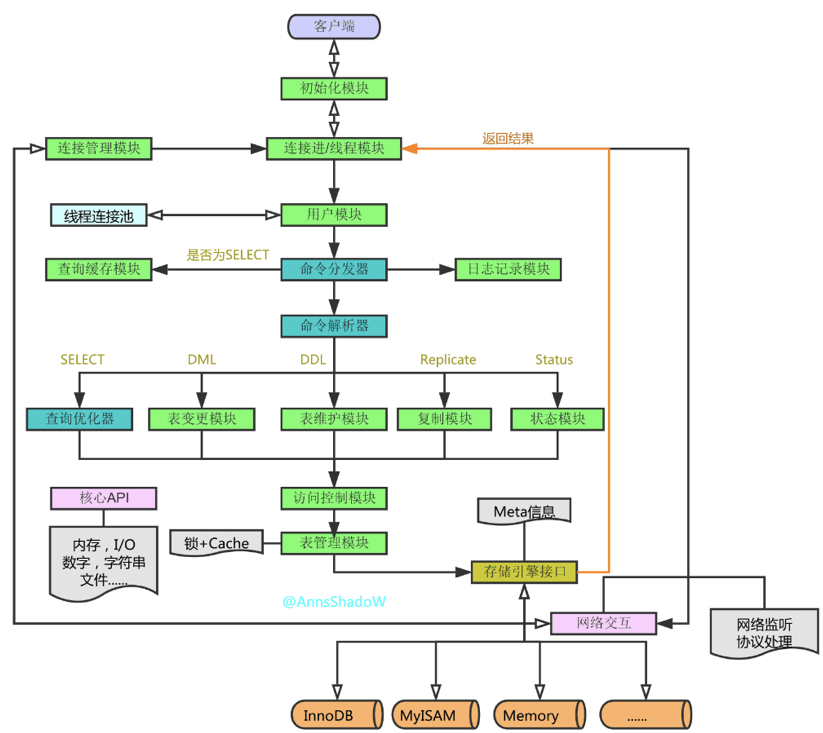 客户端
初始化模块
连接管理模块
连接进/线程模块
返回结果
线程连接池
用户模块
是否为SELECT
查询缓存模块
命令分发器
日志记录模块
命令解析器
SELECT
DML
DDL
Replicate
Status
查询优化器
表变更模块
表维护模块
复制模块
状态模块
核心API
访问控制模块
Meta信息
内存，I/O
数字，字符串
文件……
锁+Cache
表管理模块
存储引擎接口
@AnnsShadoW
网络交互
网络监听
协议处理
InnoDB
MyISAM
Memory
......